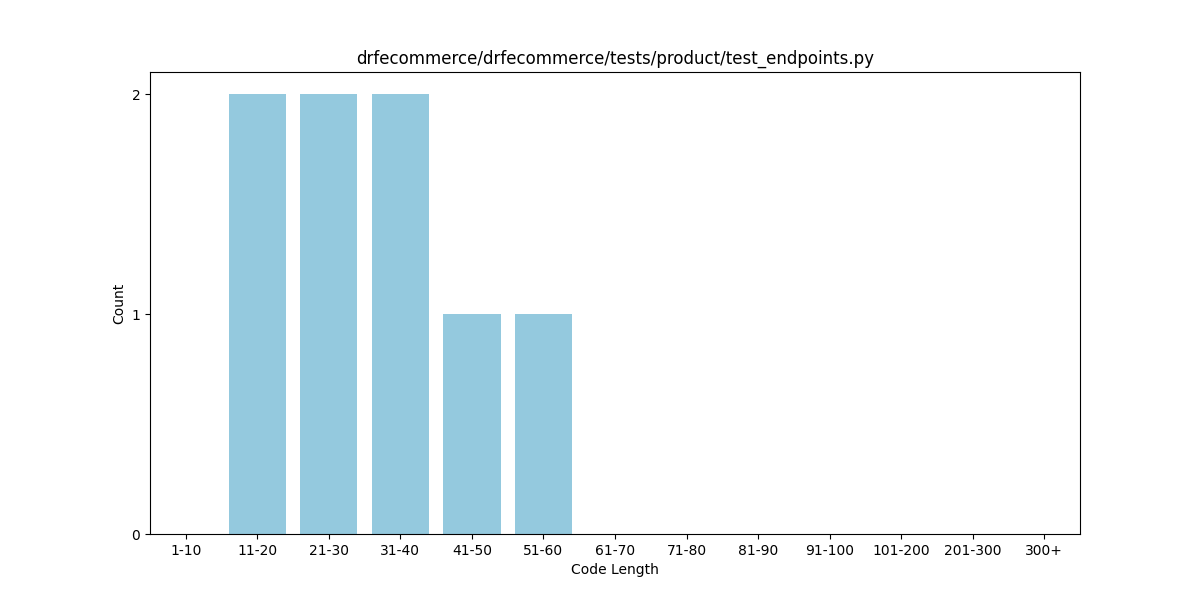 drfecommerce/drfecommerce/tests/product/test_endpoints.py
2
1
0
Count
1-10 11-20 21-30 31-40 41-50 51-60 61-70 71-80 81-90 91-100 101-200 201-300 300+
Code Length